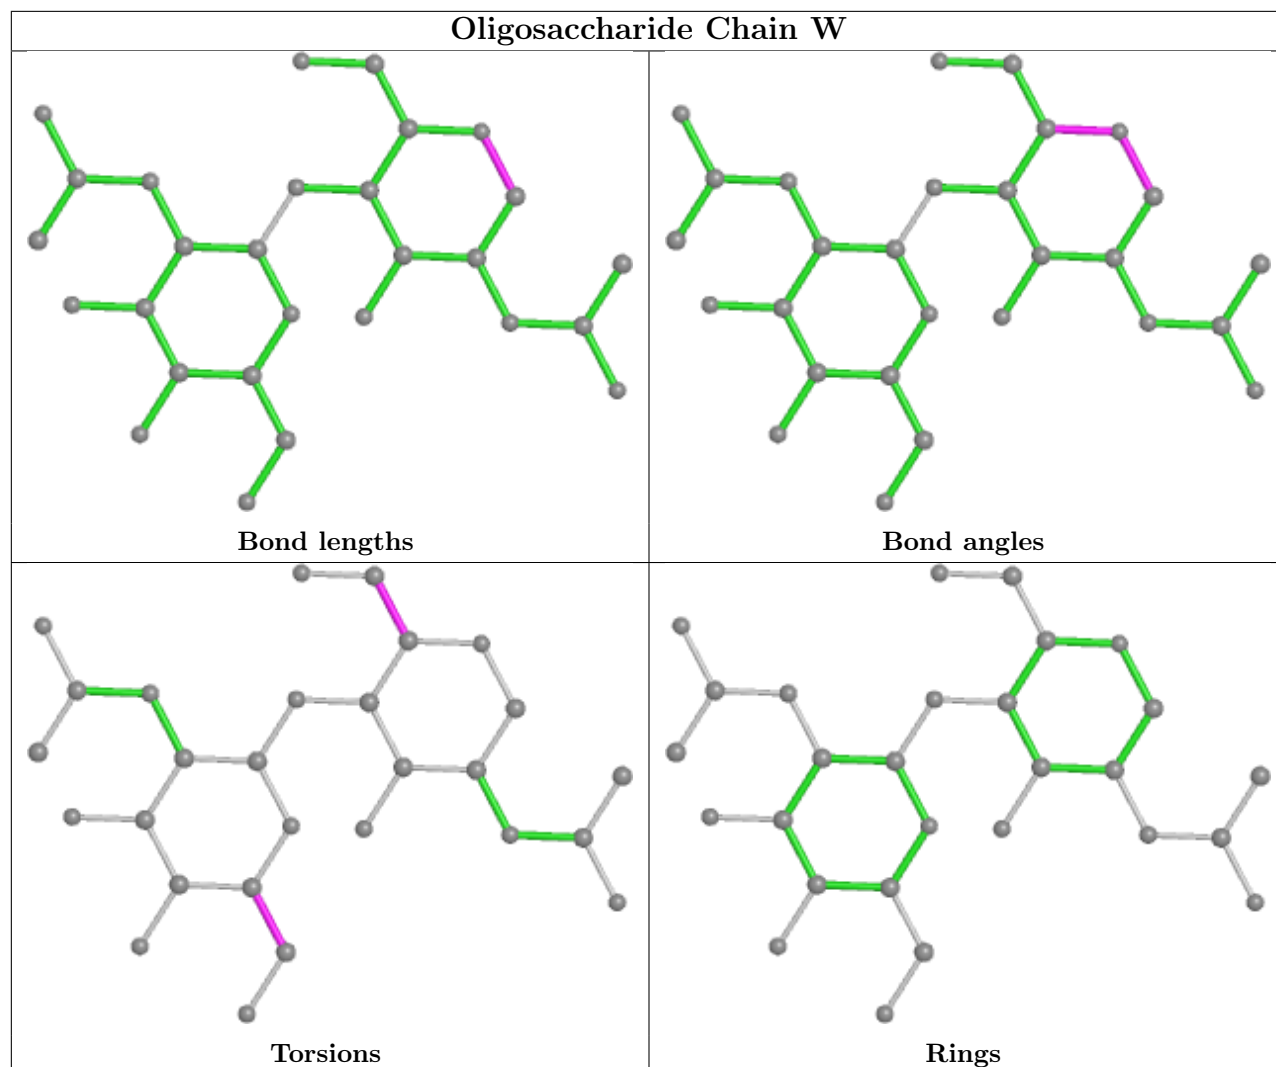 Oligosaccharide Chain W
Bond lengths
Bond angles
Torsions
Rings